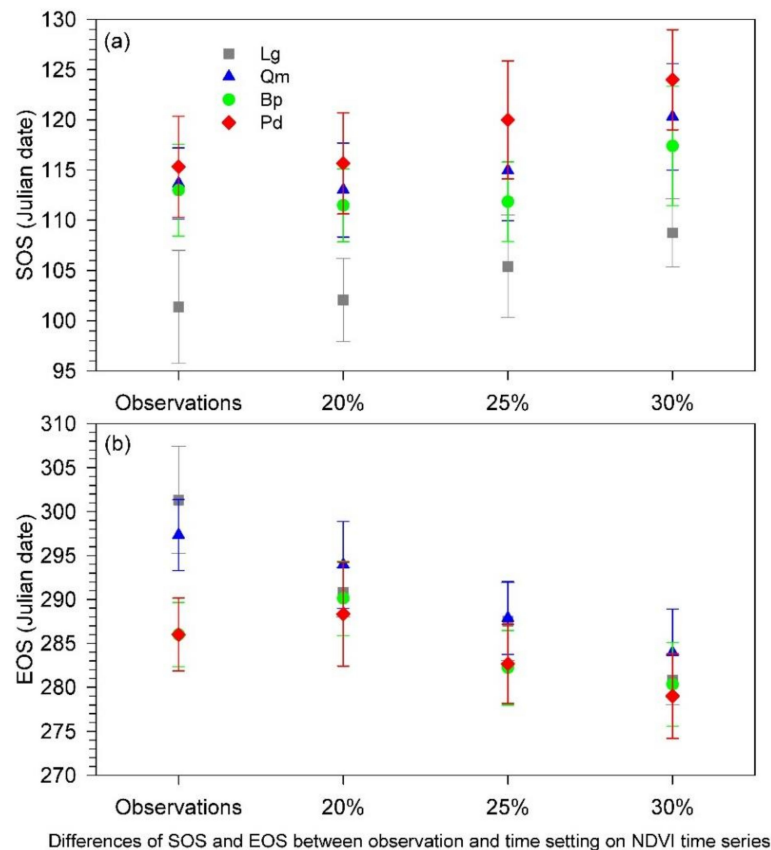 (a)
Lg
Qm
Bp
Pd
130
125
120
115
110
105
100
95
SOS (Julian date)
Observations 20% 25% 30%
(b)
310
305
300
295
290
285
280
275
270
EOS (Julian date)
Observations 20% 25% 30%
Differences of SOS and EOS between observation and time setting on NDVI time series